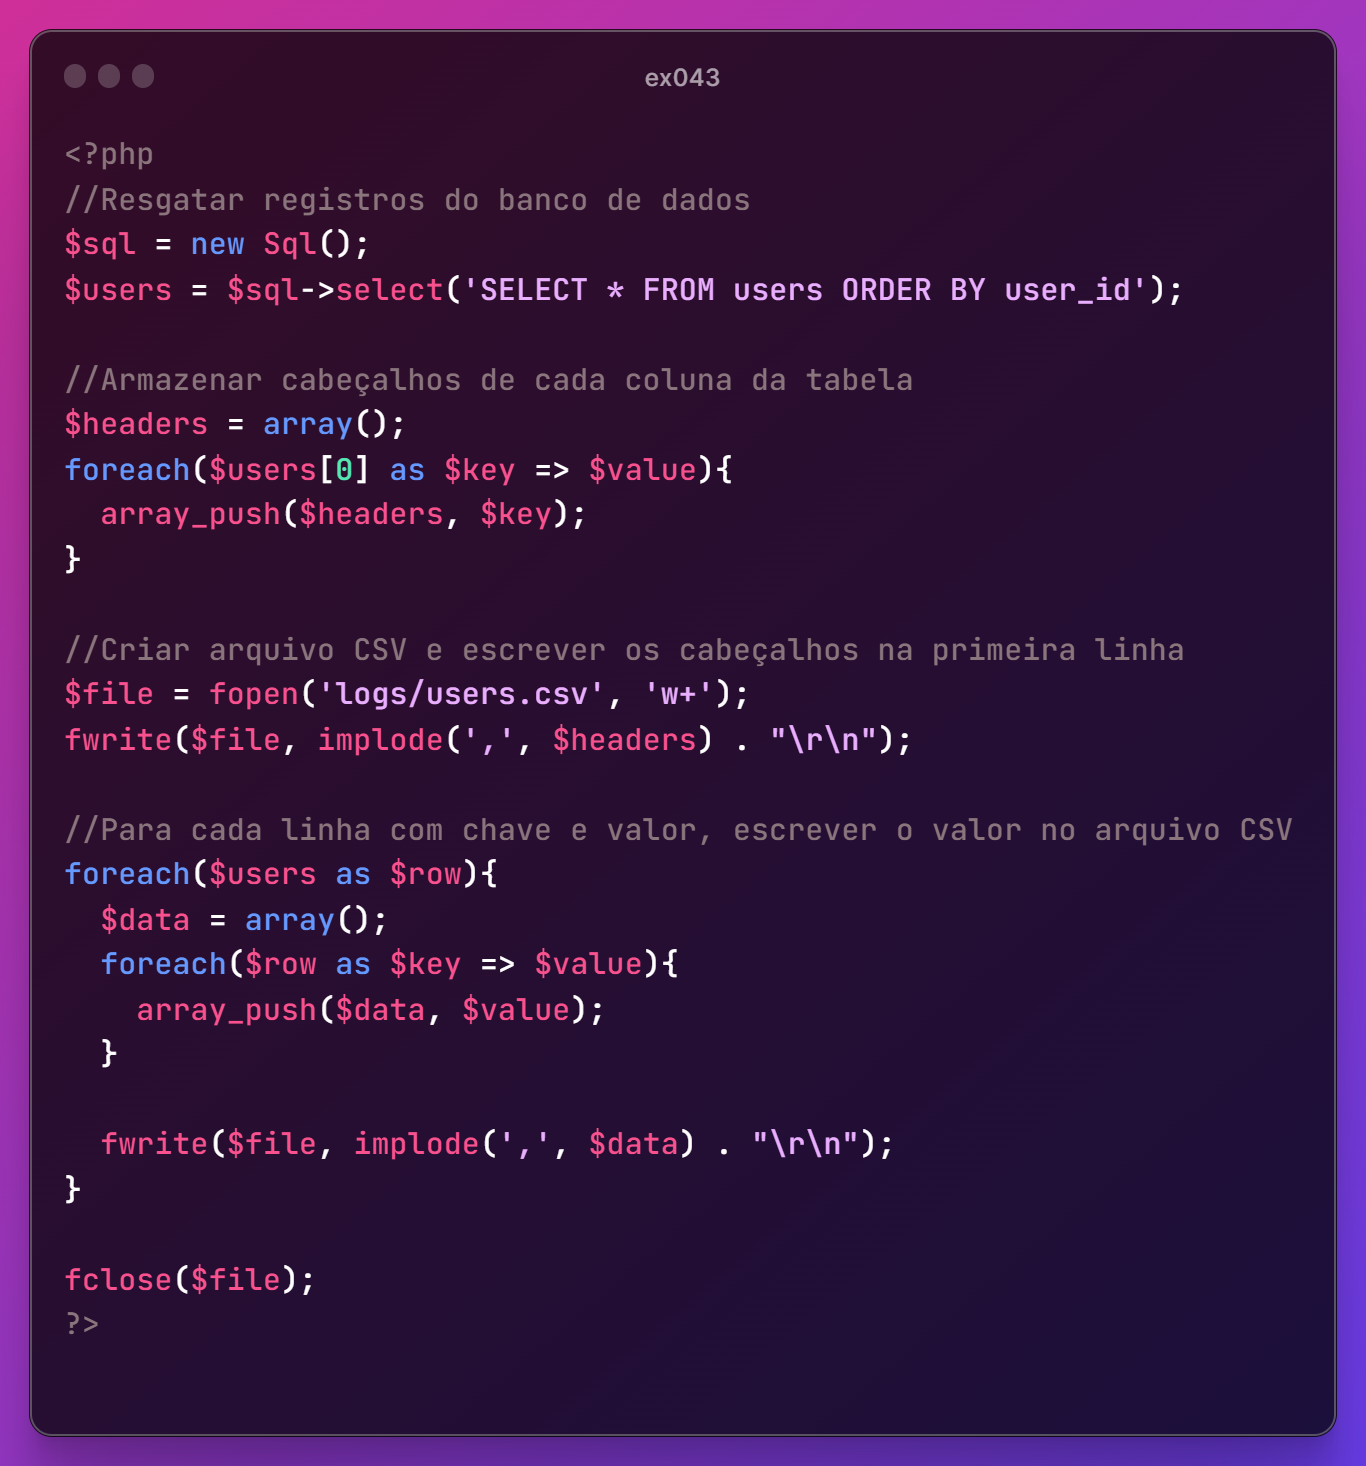 ex043
<?php
//Resgatar registros do banco de dados
$sql = new Sql();
$users = $sql->select('SELECT * FROM users ORDER BY user_id');
//Armazenar cabeçalhos de cada coluna da tabela
$headers = array();
foreach($users[0] as $key => $value){
  array_push($headers, $key);
}
//Criar arquivo CSV e escrever os cabeçalhos na primeira linha
$file = fopen('logs/users.csv', 'w+');
fwrite($file, implode(',', $headers) . "\r\n");
//Para cada linha com chave e valor, escrever o valor no arquivo CSV
foreach($users as $row){
  $data = array();
  foreach($row as $key => $value){
    array_push($data, $value);
  }
  fwrite($file, implode(',', $data) . "\r\n");
}
fclose($file);
?>